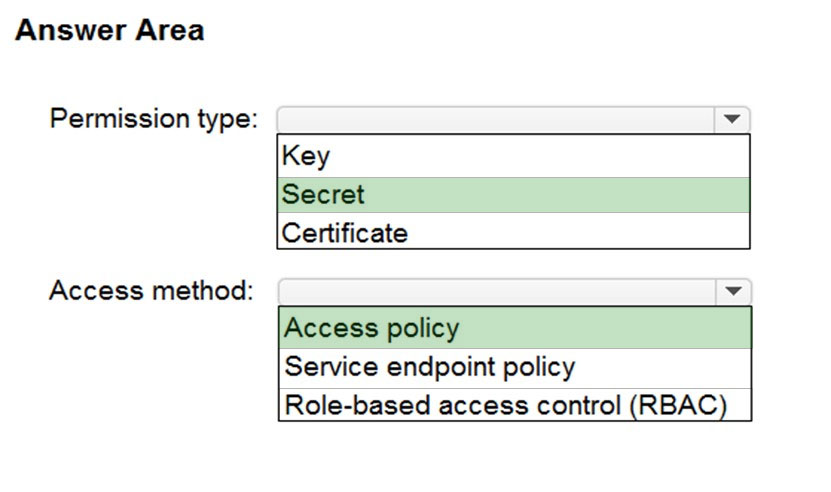 Answer Area
Permission type:
Key
Secret
Certificate
Access method:
Access policy
Service endpoint policy
Role-based access control (RBAC)